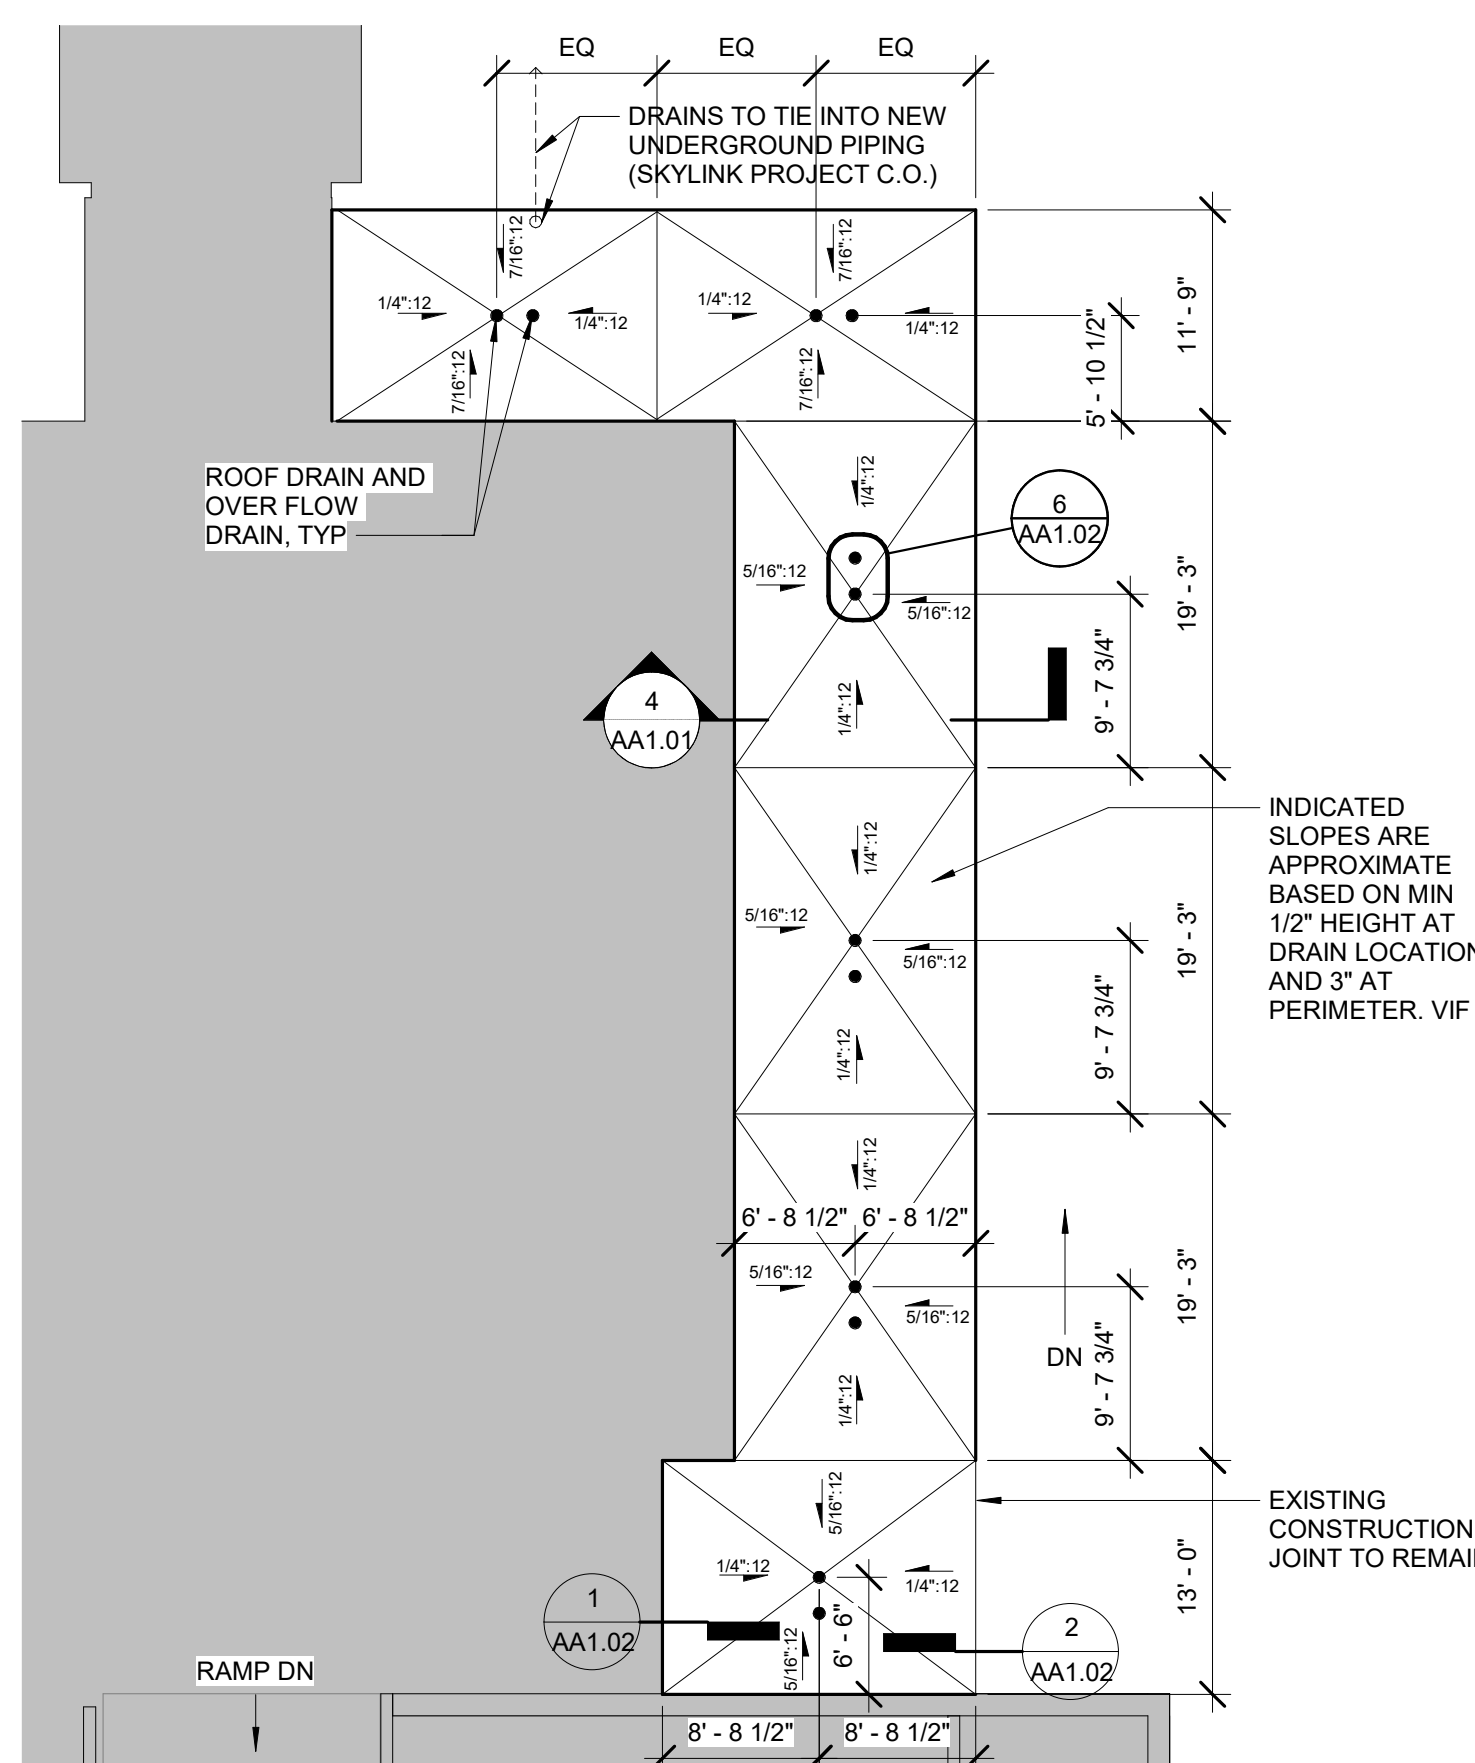 EQ
EQ
EQ
DRAINS TO TIE INTO NEW
UNDERGROUND PIPING
(SKYLINK PROJECT C.O.)
7/16":12
7/16":12
1/4":12
1/4":12
1/4":12
1/4":12
7/16":12
7/16":12
5' - 10 1/2"
11' - 9"
ROOF DRAIN AND
OVER FLOW
DRAIN, TYP
1/4":12
6
AA1.02
5/16":12
5/16":12
19' - 3"
9' - 7 3/4"
1/4":12
4
AA1.01
INDICATED
SLOPES ARE
APPROXIMATE
BASED ON MIN
1/2" HEIGHT AT
DRAIN LOCATION
AND 3" AT
PERIMETER. VIF
1/4":12
5/16":12
5/16":12
19' - 3"
9' - 7 3/4"
1/4":12
1/4":12
6' - 8 1/2"
6' - 8 1/2"
5/16":12
5/16":12
19' - 3"
DN
9' - 7 3/4"
1/4":12
5/16":12
EXISTING
CONSTRUCTION
JOINT TO
1/4":12
1/4":12
13' - 0"
1
AA1.02
5/16":12
6' - 6"
2
AA1.02
RAMP DN
8' - 8 1/2"
8' - 8 1/2"